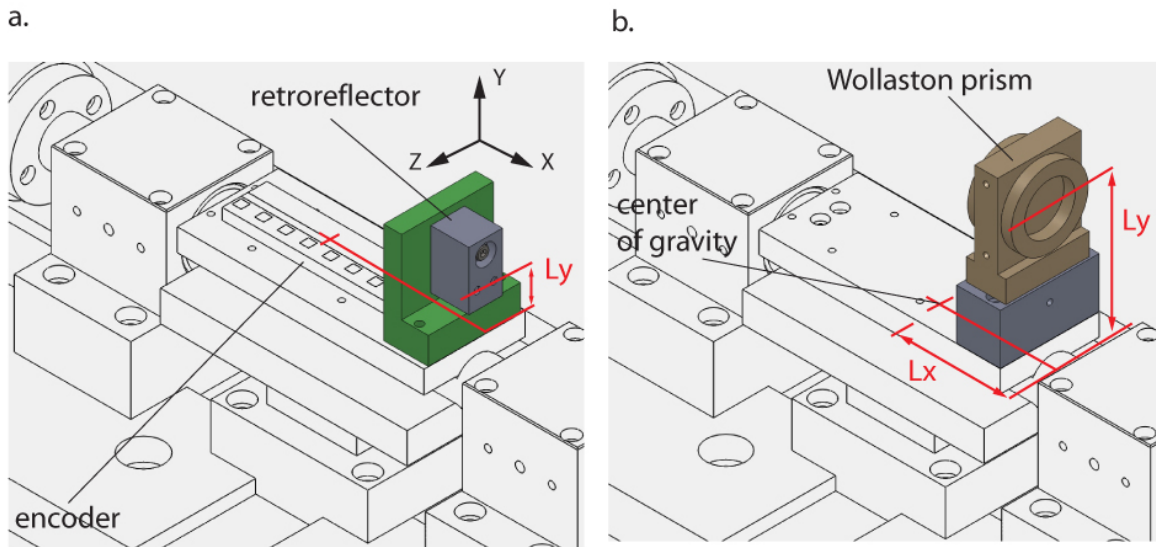 a.
b.
retroreflector
Y
Z
X
Ly
encoder
Wollaston prism
center
of gravity
Ly
Lx